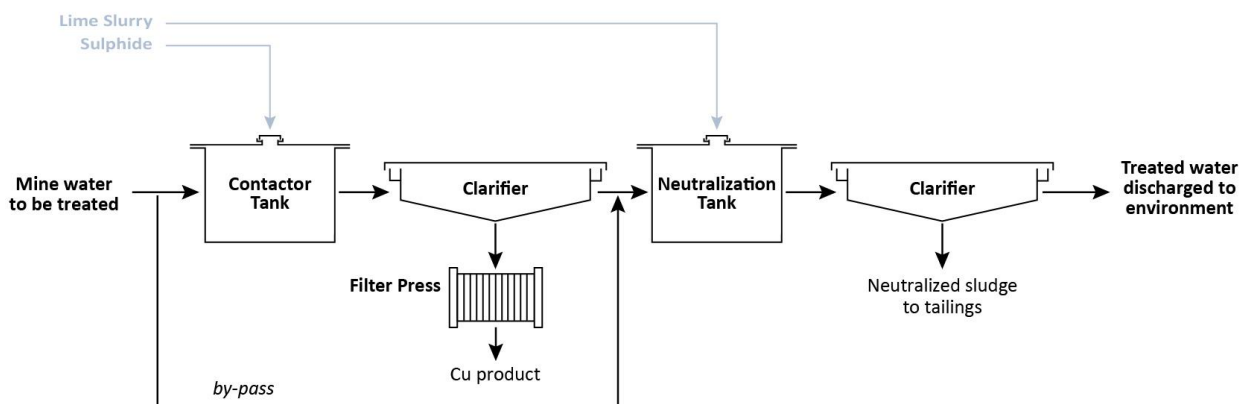 Lime Slurry
Sulphide
Mine water
to be treated
Contactor
Tank
Clarifier
Neutralization
Tank
Clarifier
Treated water
discharged to
environment
Filter Press
Neutralized sludge
to tailings
Cu product
by-pass